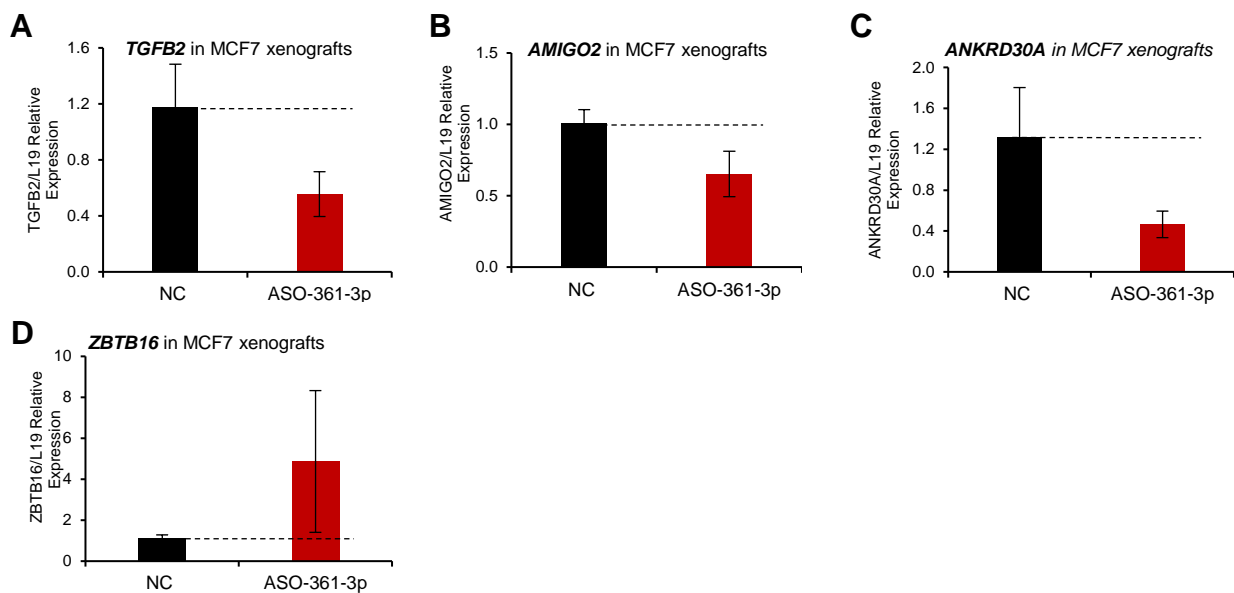 A
TGFB2 in MCF7 xenografts
TGFB2/L19 Relative
Expression
1.6
1.2
0.8
0.4
0.0
NC
ASO-361-3p
B
AMIGO2 in MCF7 xenografts
AMIGO2/L19 Relative
Expression
1.5
1.0
0.5
0.0
NC
ASO-361-3p
C
ANKRD30A in MCF7 xenografts
ANKRD30A/L19 Relative
Expression
2.0
1.6
1.2
0.8
0.4
0.0
NC
ASO-361-3p
D
ZBTB16 in MCF7 xenografts
ZBTB16/L19 Relative
Expression
10
8
6
4
2
0
NC
ASO-361-3p